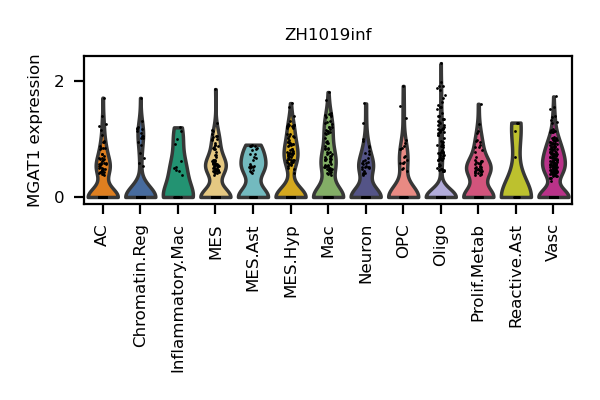 ZH1019inf
MGAT1 expression
2
0
AC
Chromatin.Reg
Inflammatory.Mac
MES
MES.Ast
MES.Hyp
Mac
Neuron
OPC
Oligo
Prolif.Metab
Reactive.Ast
Vasc